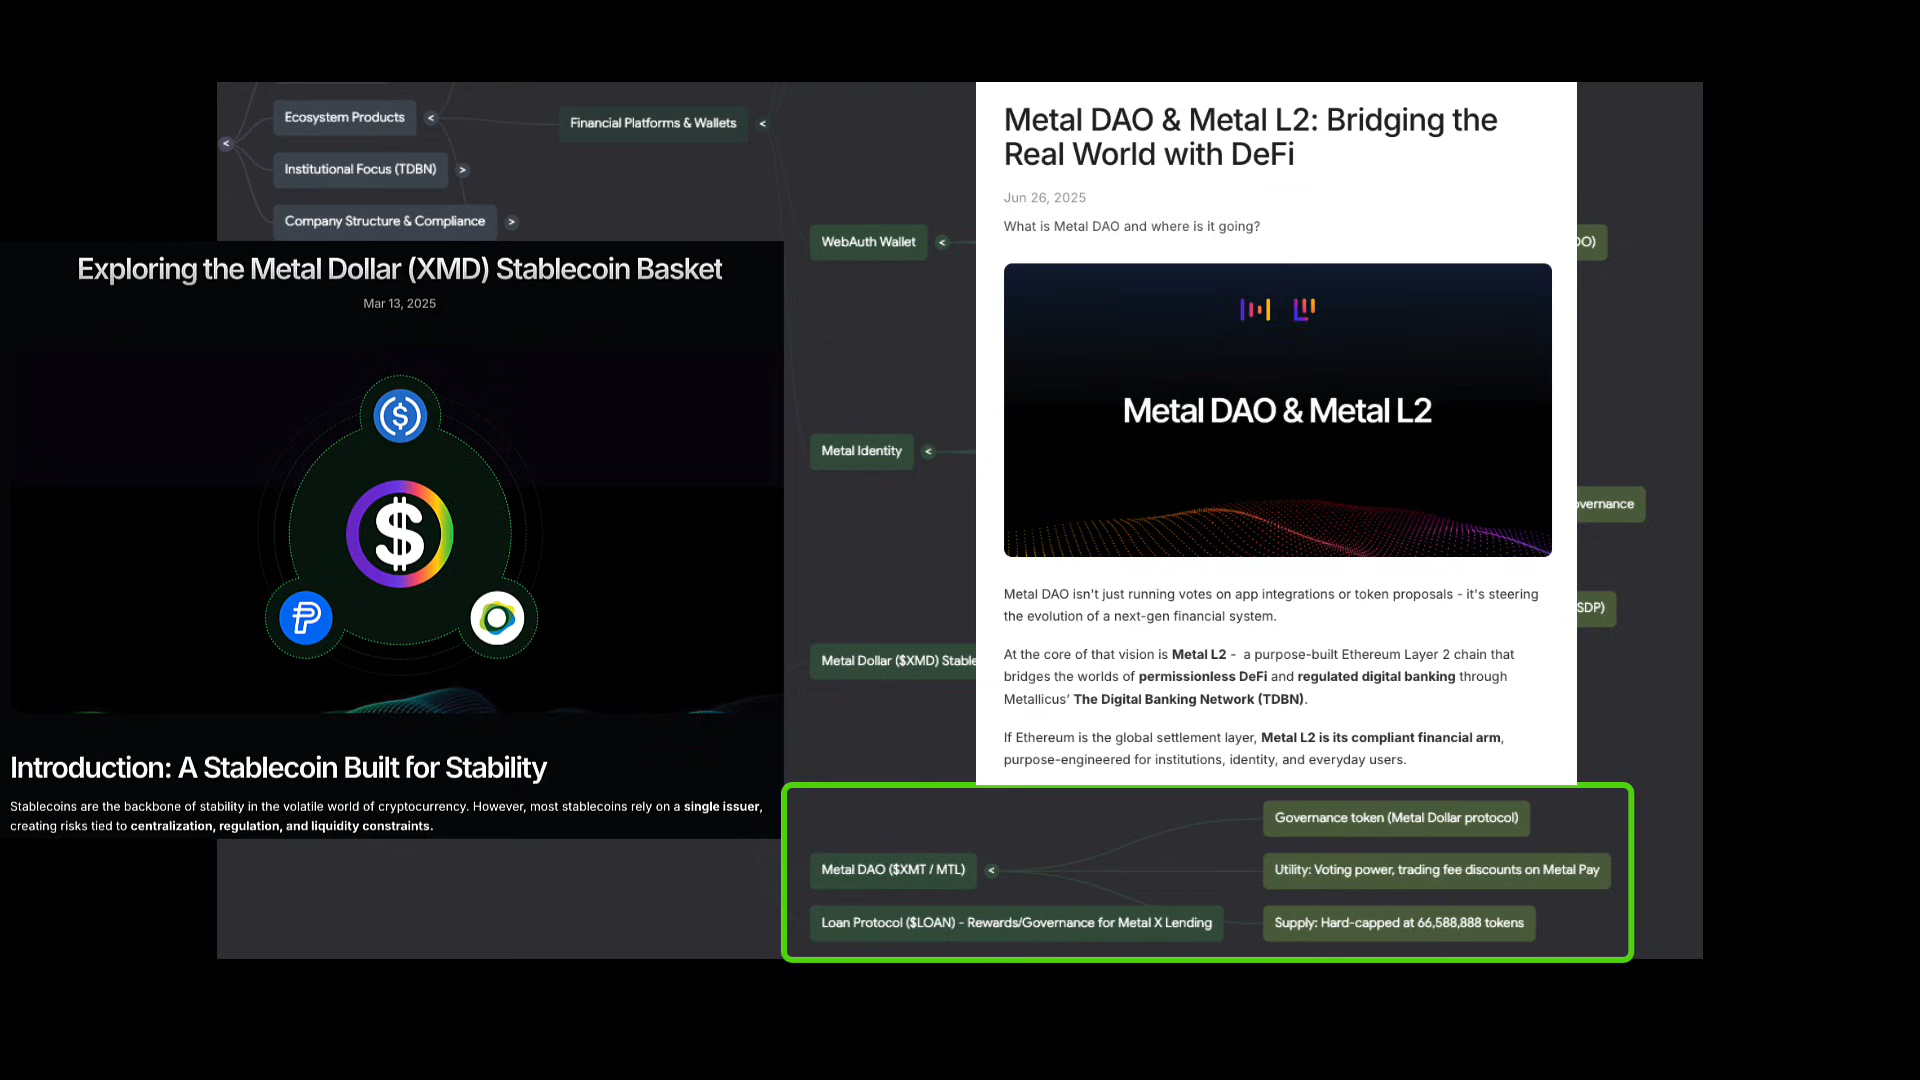 Ecosystem Products
<
Financial Platforms & Wallets
<
<
Institutional Focus (TDBN)
>
Company Structure & Compliance
>
Exploring the Metal Dollar (XMD) Stablecoin Basket
Mar 13, 2025
$
$
Introduction: A Stablecoin Built for Stability
Stablecoins are the backbone of stability in the volatile world of cryptocurrency. However, most stablecoins rely on a single issuer,
creating risks tied to centralization, regulation, and liquidity constraints.
WebAuth Wallet
<
Metal Identity
<
Metal Dollar ($XMD) Stable
Metal DAO & Metal L2: Bridging the
Real World with DeFi
Jun 26, 2025
What is Metal DAO and where is it going?
Metal DAO & Metal L2
Metal DAO isn't just running votes on app integrations or token proposals - it's steering
the evolution of a next-gen financial system.
At the core of that vision is Metal L2 - a purpose-built Ethereum Layer 2 chain that
bridges the worlds of permissionless DeFi and regulated digital banking through
Metallicus’ The Digital Banking Network (TDBN).
If Ethereum is the global settlement layer, Metal L2 is its compliant financial arm,
purpose-engineered for institutions, identity, and everyday users.
DO)
overnance
SDP)
Metal DAO ($XMT / MTL)
<
Loan Protocol ($LOAN) - Rewards/Governance for Metal X Lending
Governance token (Metal Dollar protocol)
Utility: Voting power, trading fee discounts on Metal Pay
Supply: Hard-capped at 66,588,888 tokens